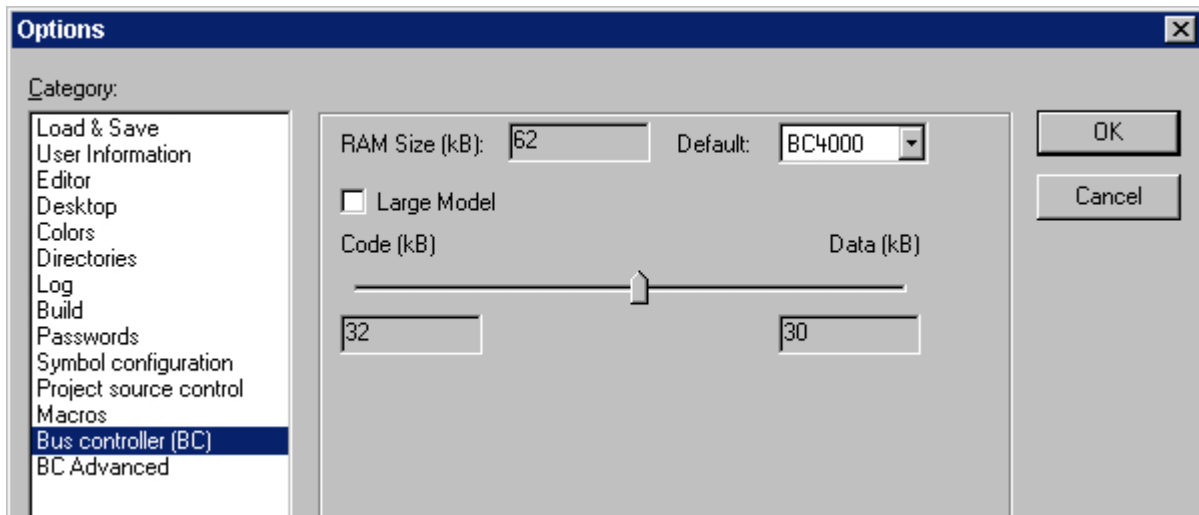 Options
Category:
Load & Save
User Information
Editor
Desktop
Colors
Directories
Log
Build
Passwords
Symbol configuration
Project source control
Macros
Bus controller (BC)
BC Advanced
RAM Size (kB): 62 Default: BC4000
Large Model
Code (kB) Data (kB)
32 30
OK
Cancel